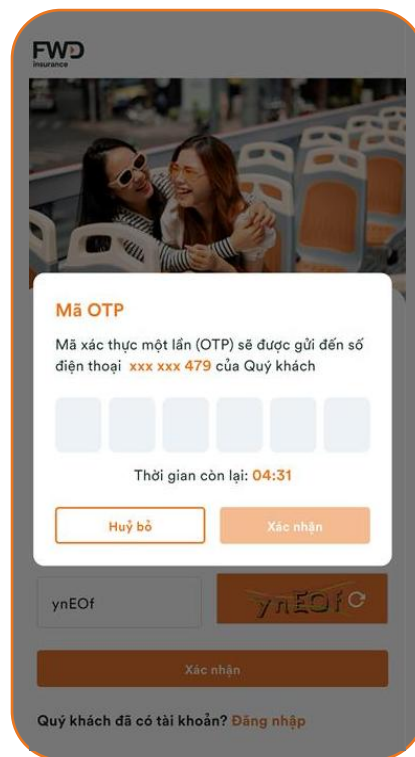 FWD
insurance
Mã OTP
Mã xác thực một lần (OTP) sẽ được gửi đến số
điện thoại xxx xxx 479 của Quý khách
Thời gian còn lại: 04:31
Huỷ bỏ
Xác nhận
ynEOf
ynEOf
Xác nhận
Quý khách đã có tài khoản? Đăng nhập